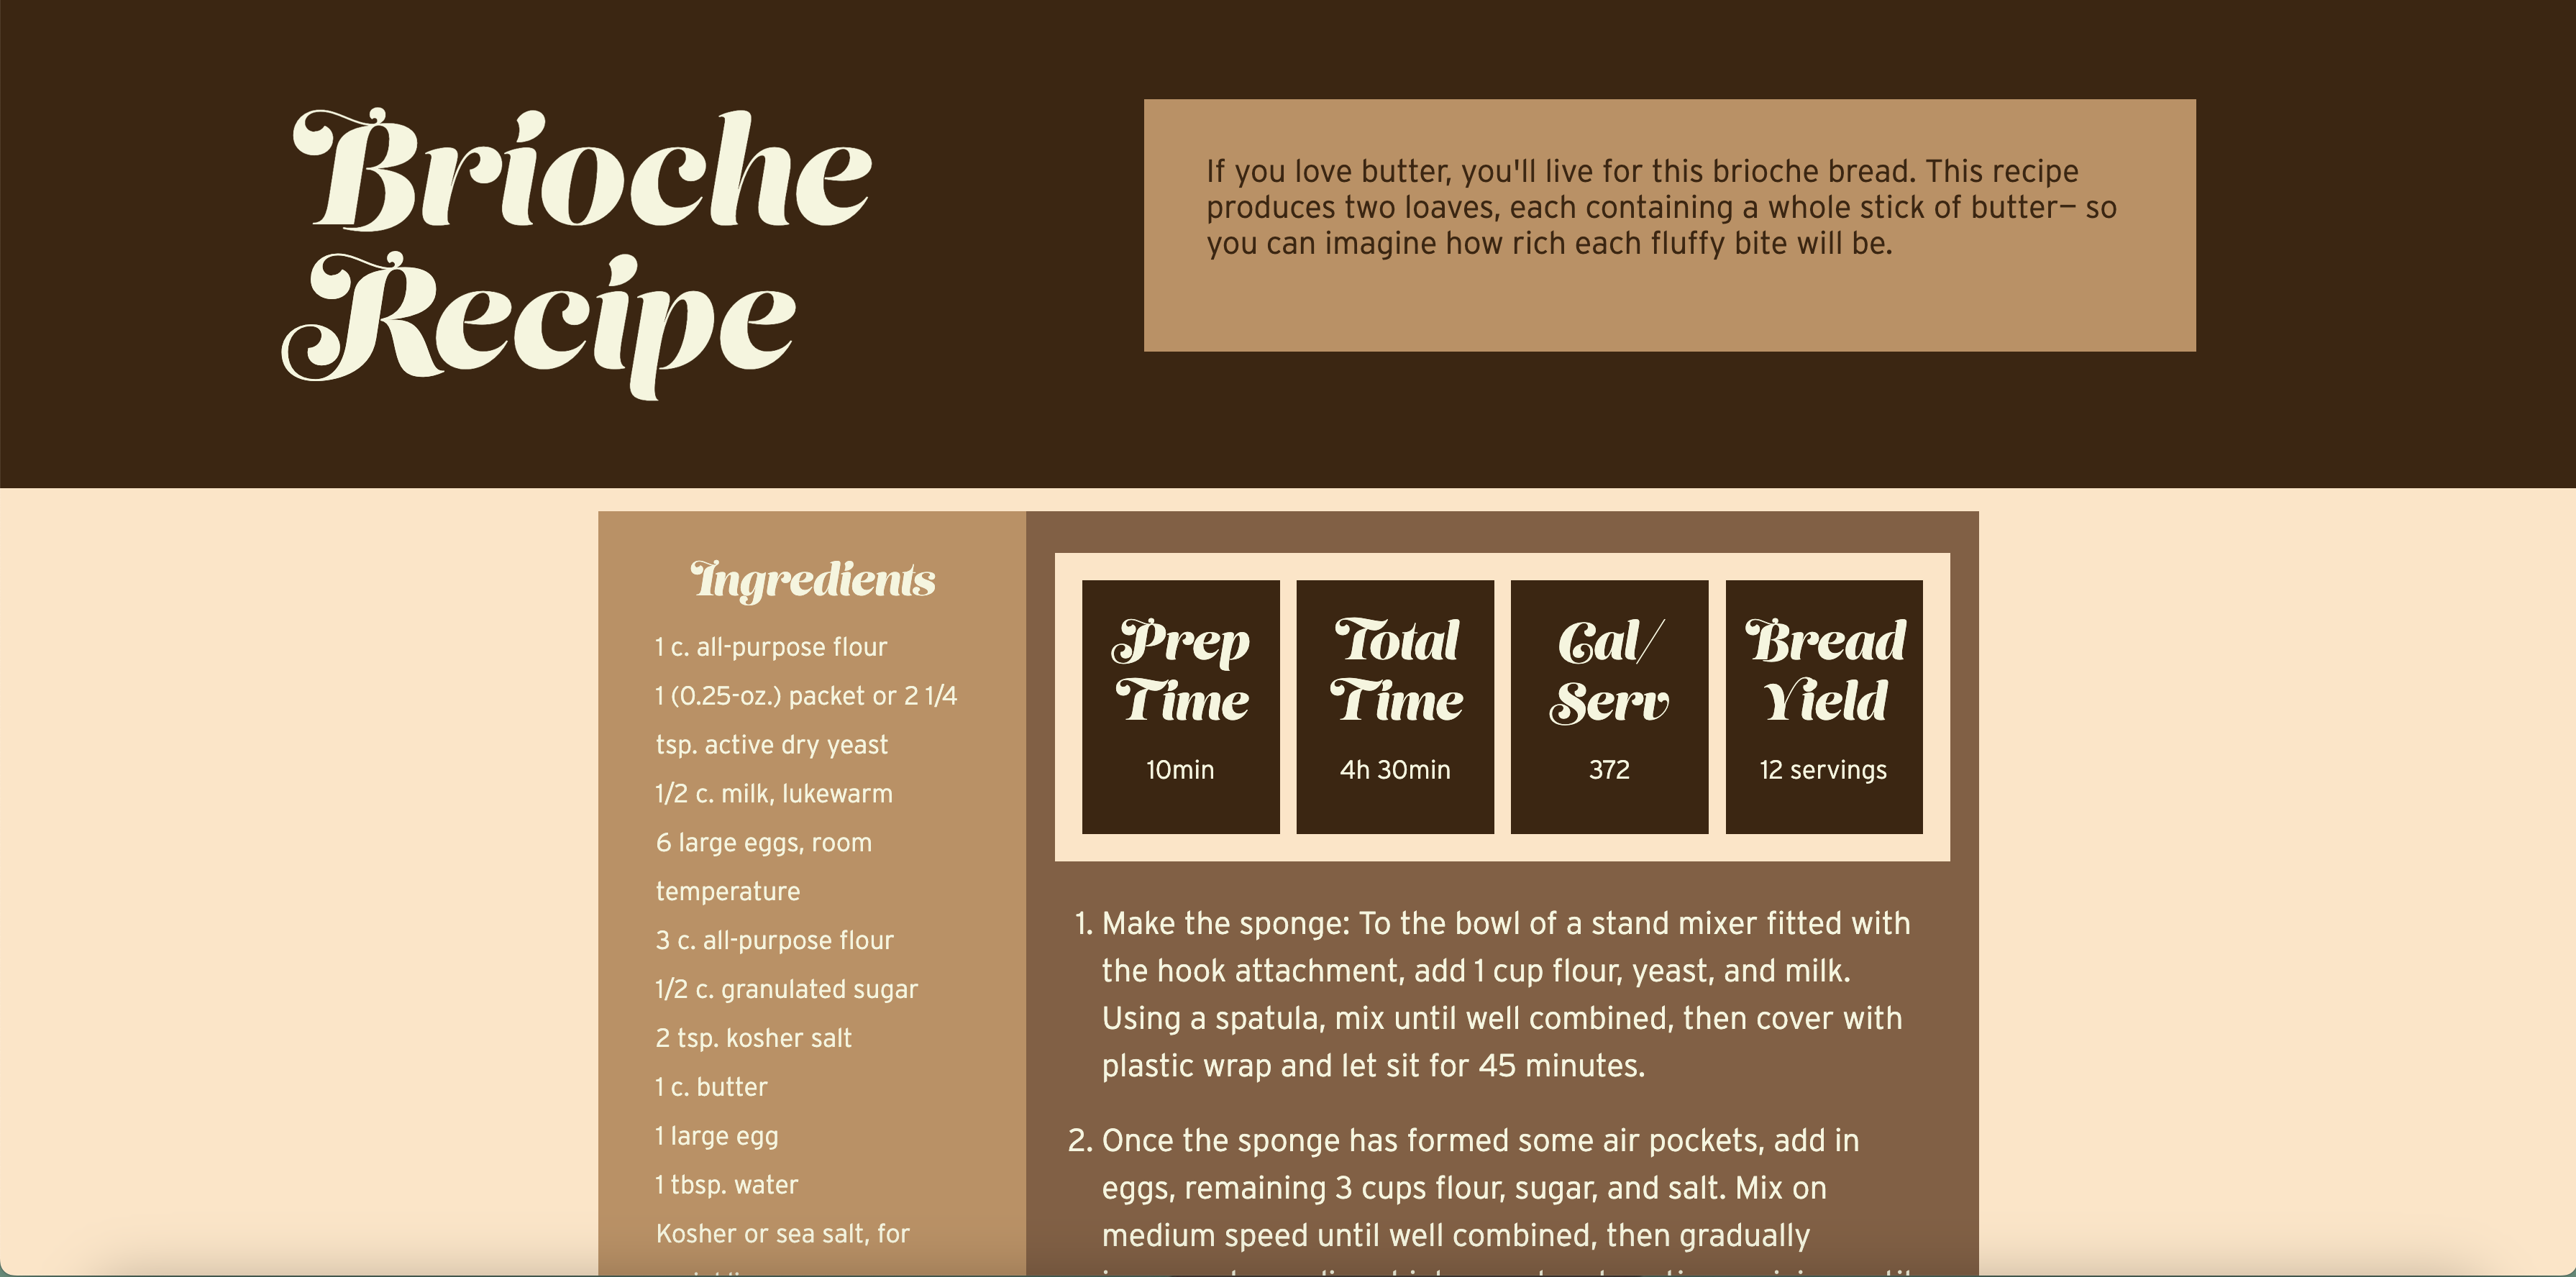 Brioche
Recipe
If you love butter, you'll live for this brioche bread. This recipe
produces two loaves, each containing a whole stick of butter— so
you can imagine how rich each fluffy bite will be.
Ingredients
1 c. all-purpose flour
1 (0.25-oz.) packet or 2 1/4
tsp. active dry yeast
1/2 c. milk, lukewarm
6 large eggs, room
temperature
3 c. all-purpose flour
1/2 c. granulated sugar
2 tsp. kosher salt
1 c. butter
1 large egg
1 tbsp. water
Kosher or sea salt, for
Prep
Time
10min
Total
Time
4h 30min
Cal/
Serv
372
Bread
Yield
12 servings
1. Make the sponge: To the bowl of a stand mixer fitted with
the hook attachment, add 1 cup flour, yeast, and milk.
Using a spatula, mix until well combined, then cover with
plastic wrap and let sit for 45 minutes.
2. Once the sponge has formed some air pockets, add in
eggs, remaining 3 cups flour, sugar, and salt. Mix on
medium speed until well combined, then gradually